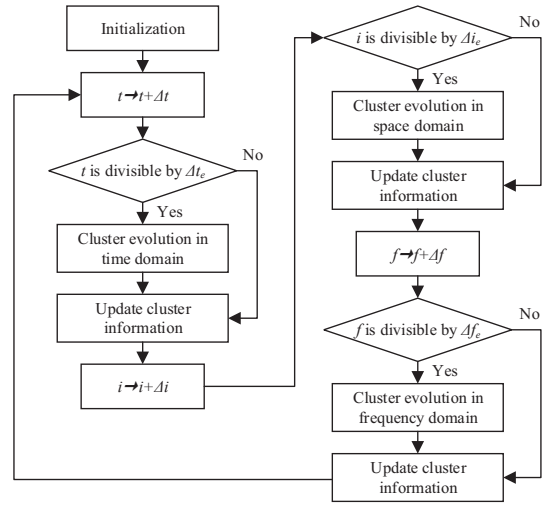 Initialization
t→t+Δt
t is divisible by Δtₑ
No
Yes
Cluster evolution in
time domain
Update cluster
information
i→i+Δi
i is divisible by Δiₑ
No
Yes
Cluster evolution in
space domain
Update cluster
information
f→f+Δf
f is divisible by Δfₑ
No
Yes
Cluster evolution in
frequency domain
Update cluster
information